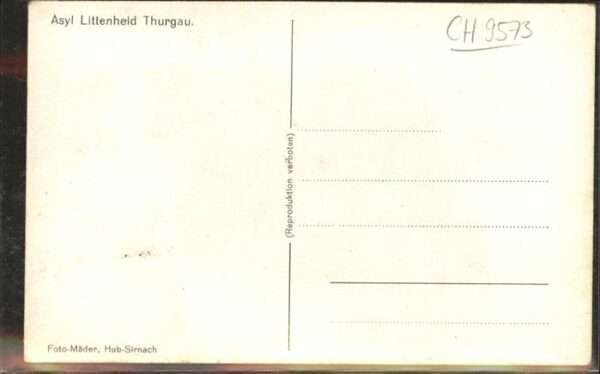 Asyl Littenheid Thurgau.
CH 9573
(Reproduktion verboten)
Foto-Mäder, Hub-Sirnach